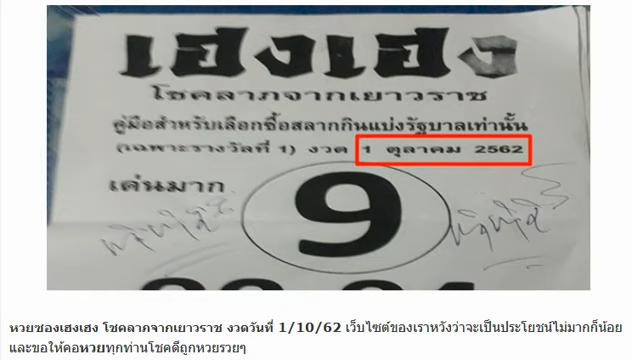 เฮงเฮง
โชคลาภจากเยาวราช
คู่มือสำหรับเลือกซื้อสลากกินแบ่งรัฐบาลเท่านั้น
(เฉพาะรางวัลที่ 1) งวด 1 ตุลาคม 2562
เด่นมาก
9
หวยซองเฮงเฮง โชคลาภจากเยาวราช งวดวันที่ 1/10/62 เว็บไซต์ของเราหวังว่าจะเป็นประโยชน์ไม่มากก็น้อย
และขอให้คอหวยทุกท่านโชคดีถูกหวยรวยๆ